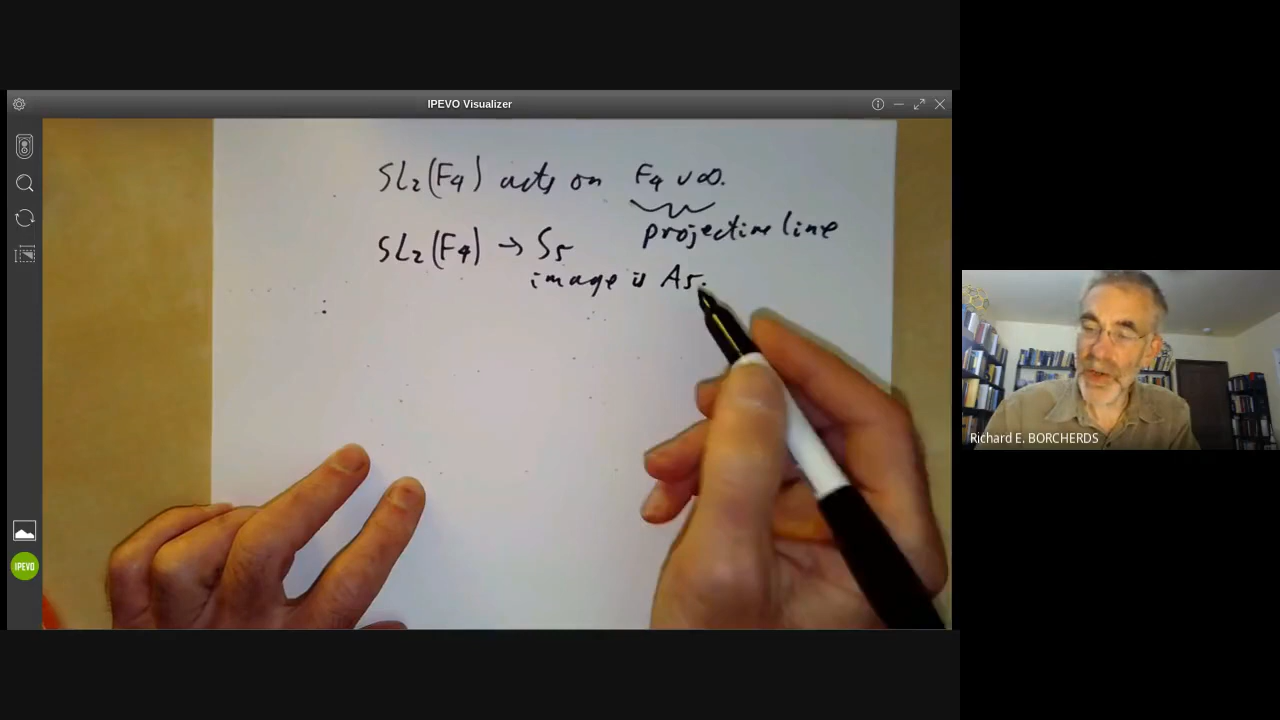 IPEVO Visualizer
SL₂(F₄) acts on F₄ ∪ ∞.
projective line
SL₂(F₄) → S₅
image is A₅.
Richard E. BORCHERDS
IPEVO